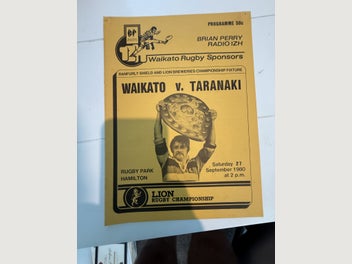 PROGRAMME 50c
BRIAN PERRY
RADIO 1ZH
Waikato Rugby Sponsors
RANFURLY SHIELD AND LION BREWERIES CHAMPIONSHIP FIXTURE
WAIKATO v. TARANAKI
RUGBY PARK
HAMILTON
Saturday 27
September 1980
at 2 p.m.
LION
RUGBY CHAMPIONSHIP